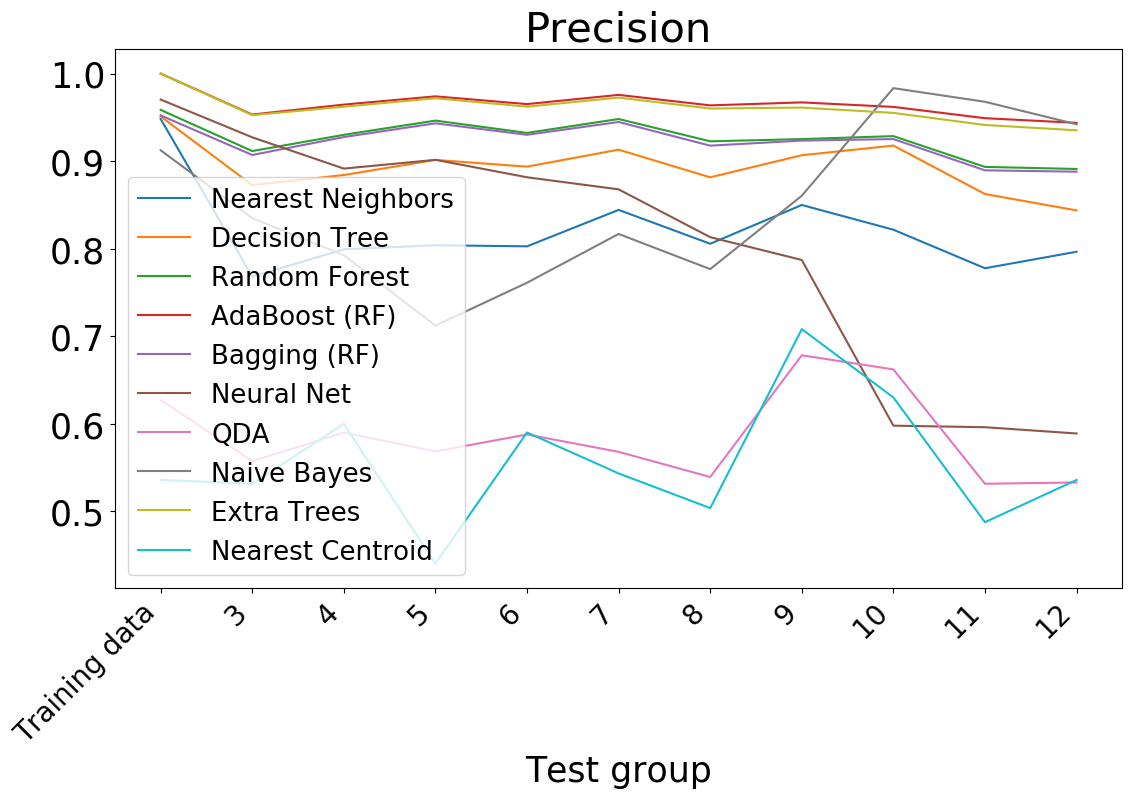 Precision
1.0
0.9
0.8
0.7
0.6
0.5
Nearest Neighbors
Decision Tree
Random Forest
AdaBoost (RF)
Bagging (RF)
Neural Net
QDA
Naive Bayes
Extra Trees
Nearest Centroid
Training data 3 4 5 6 7 8 9 10 11 12
Test group